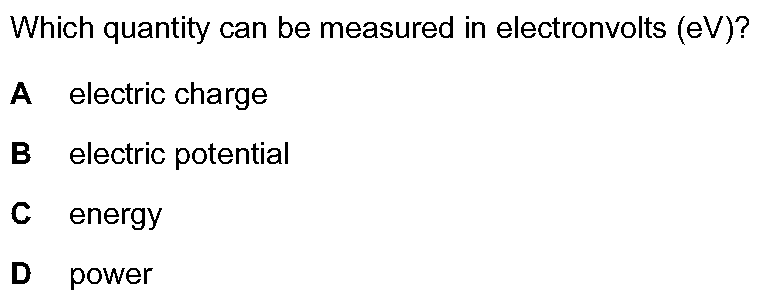 Which quantity can be measured in electronvolts (eV)?
A electric charge
B electric potential
C energy
D power